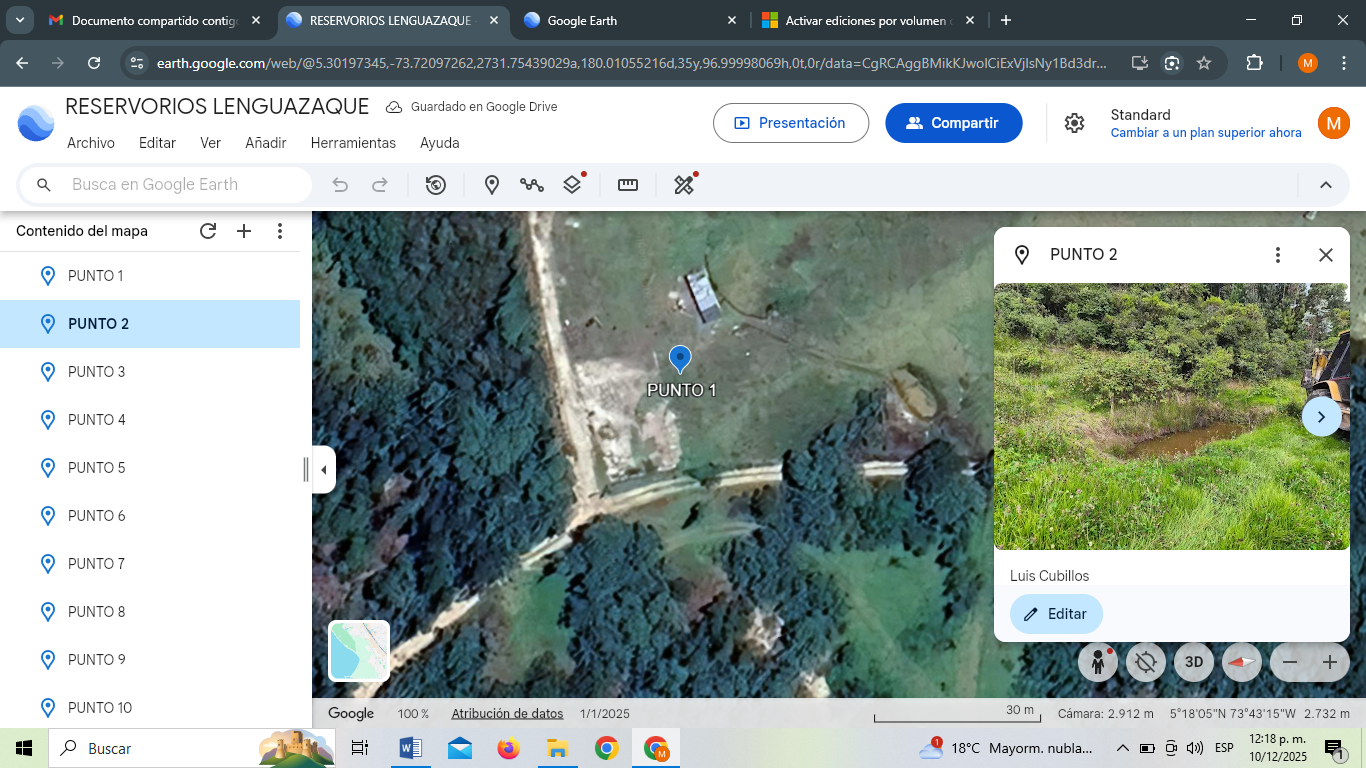 Documento compartido contig
RESERVORIOS LENGUAZAQUE
Google Earth
Activar ediciones por volumen
earth.google.com/web/@5.30197345,-73.72097262,2731.75439029a,180.01055216d,35y,96.99998069h,0t,0r/data=CgRCAggBMikKJwolCiExVjlsNy1Bd3dr...
M
RESERVORIOS LENGUAZAQUE
Guardado en Google Drive
Archivo Editar Ver Añadir Herramientas Ayuda
Presentación
Compartir
Standard
Cambiar a un plan superior ahora
M
Busca en Google Earth
Contenido del mapa
PUNTO 1
PUNTO 2
PUNTO 3
PUNTO 4
PUNTO 5
PUNTO 6
PUNTO 7
PUNTO 8
PUNTO 9
PUNTO 10
PUNTO 1
PUNTO 2
Luis Cubillos
Editar
3D
Google 100 % Atribución de datos 1/1/2025
30 m Cámara: 2.912 m 5°18'05"N 73°43'15"W 2.732 m
Buscar
M
1
18°C Mayorm. nubla...
ESP
12:18 p. m.
10/12/2025
1